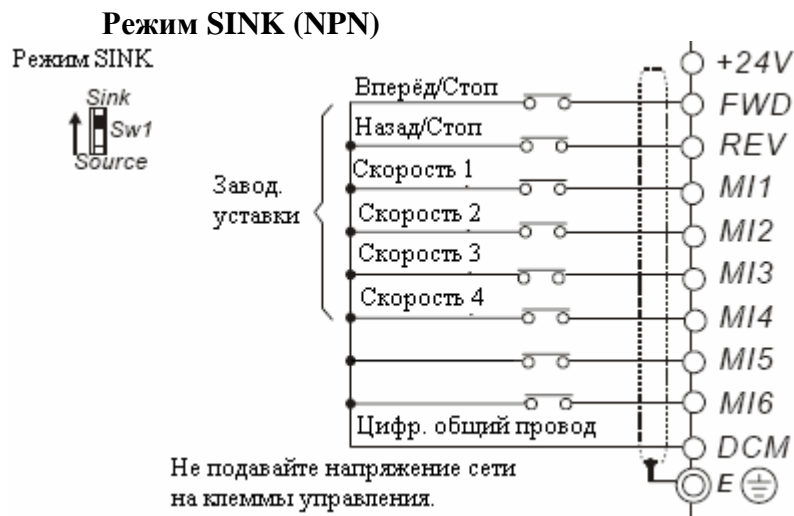 Режим SINK (NPN)
Режим SINK
Sink
Sw1
Source
+24V
Вперёд/Стоп
FWD
Назад/Стоп
REV
Завод.
уставки
Скорость 1
MI1
Скорость 2
MI2
Скорость 3
MI3
Скорость 4
MI4
MI5
MI6
Цифр. общий провод
DCM
Не подавайте напряжение сети
на клеммы управления.
E